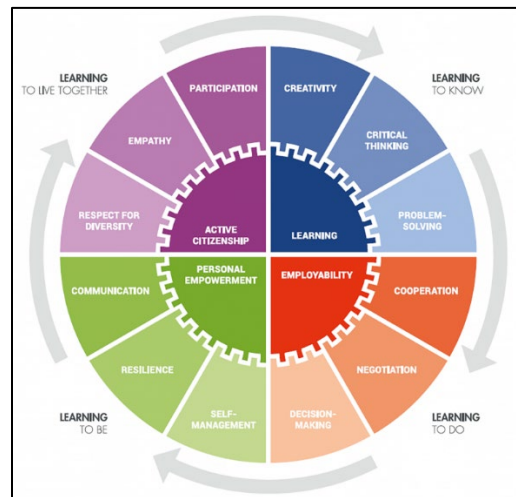 LEARNING
TO LIVE TOGETHER
PARTICIPATION
CREATIVITY
LEARNING
TO KNOW
EMPATHY
CRITICAL
THINKING
RESPECT FOR
DIVERSITY
ACTIVE
CITIZENSHIP
LEARNING
PROBLEM-
SOLVING
COMMUNICATION
PERSONAL
EMPOWERMENT
EMPLOYABILITY
COOPERATION
RESILIENCE
NEGOTIATION
LEARNING
TO BE
SELF-
MANAGEMENT
DECISION-
MAKING
LEARNING
TO DO